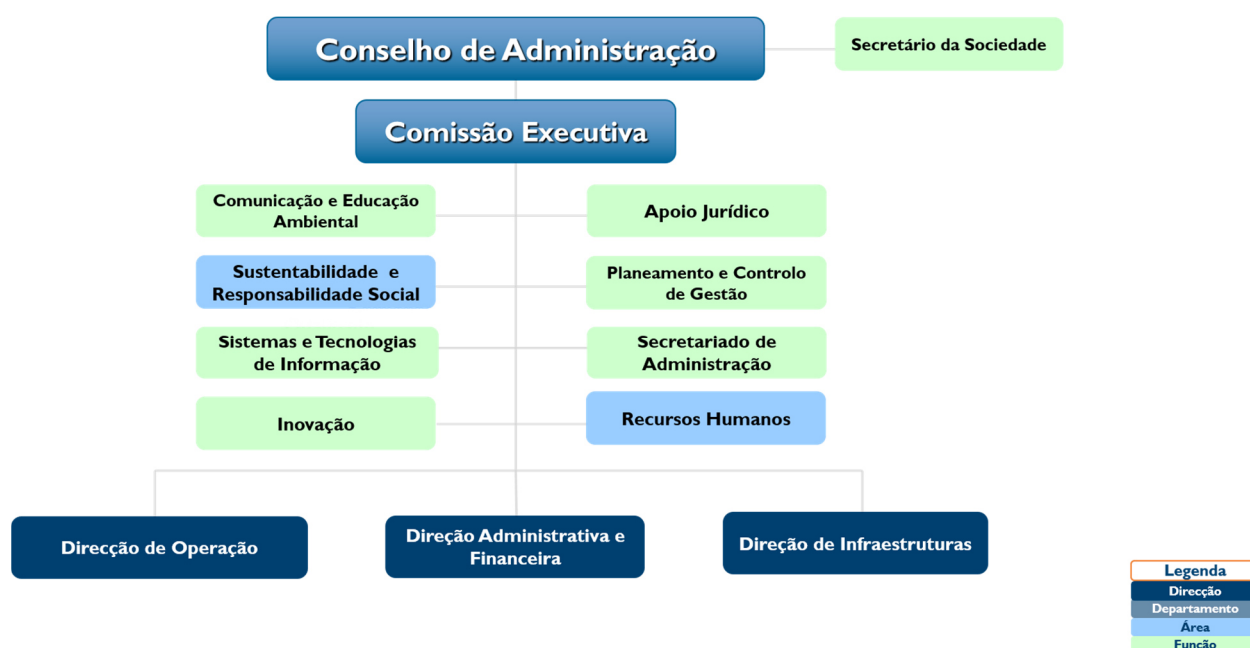 Conselho de Administração
Secretário da Sociedade
Comissão Executiva
Comunicação e Educação
Ambiental
Apoio Jurídico
Sustentabilidade e
Responsabilidade Social
Planeamento e Controlo
de Gestão
Sistemas e Tecnologias
de Informação
Secretariado de
Administração
Inovação
Recursos Humanos
Direcção de Operação
Direção Administrativa e
Financeira
Direção de Infraestruturas
Legenda
Direcção
Departamento
Área
Função